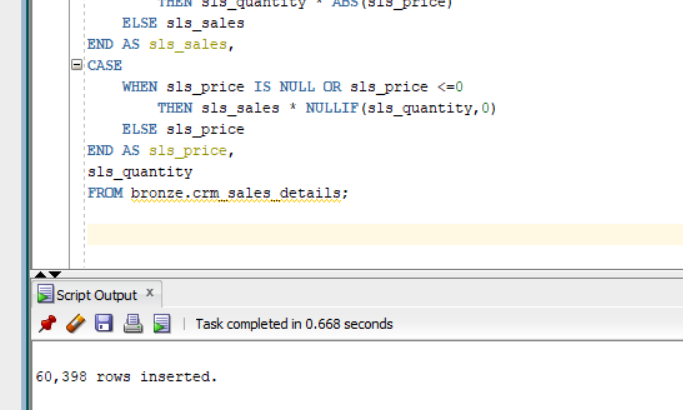 THEN sls_quantity * ABS(sls_price)
ELSE sls_sales
END AS sls_sales,
CASE
WHEN sls_price IS NULL OR sls_price <=0
THEN sls_sales * NULLIF(sls_quantity,0)
ELSE sls_price
END AS sls_price,
sls_quantity
FROM bronze.crm_sales_details;
Script Output x
Task completed in 0.668 seconds
60,398 rows inserted.